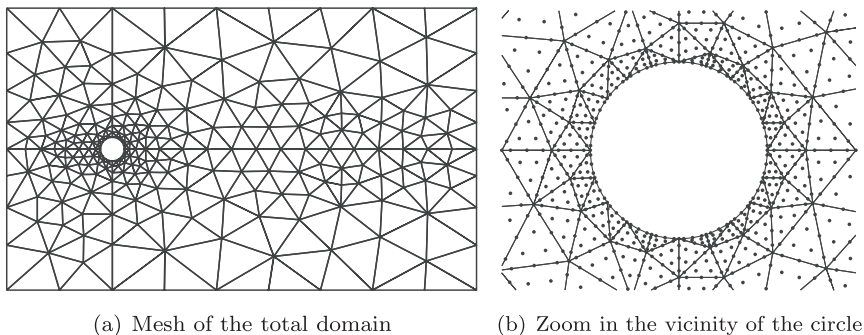 (a) Mesh of the total domain
(b) Zoom in the vicinity of the circle